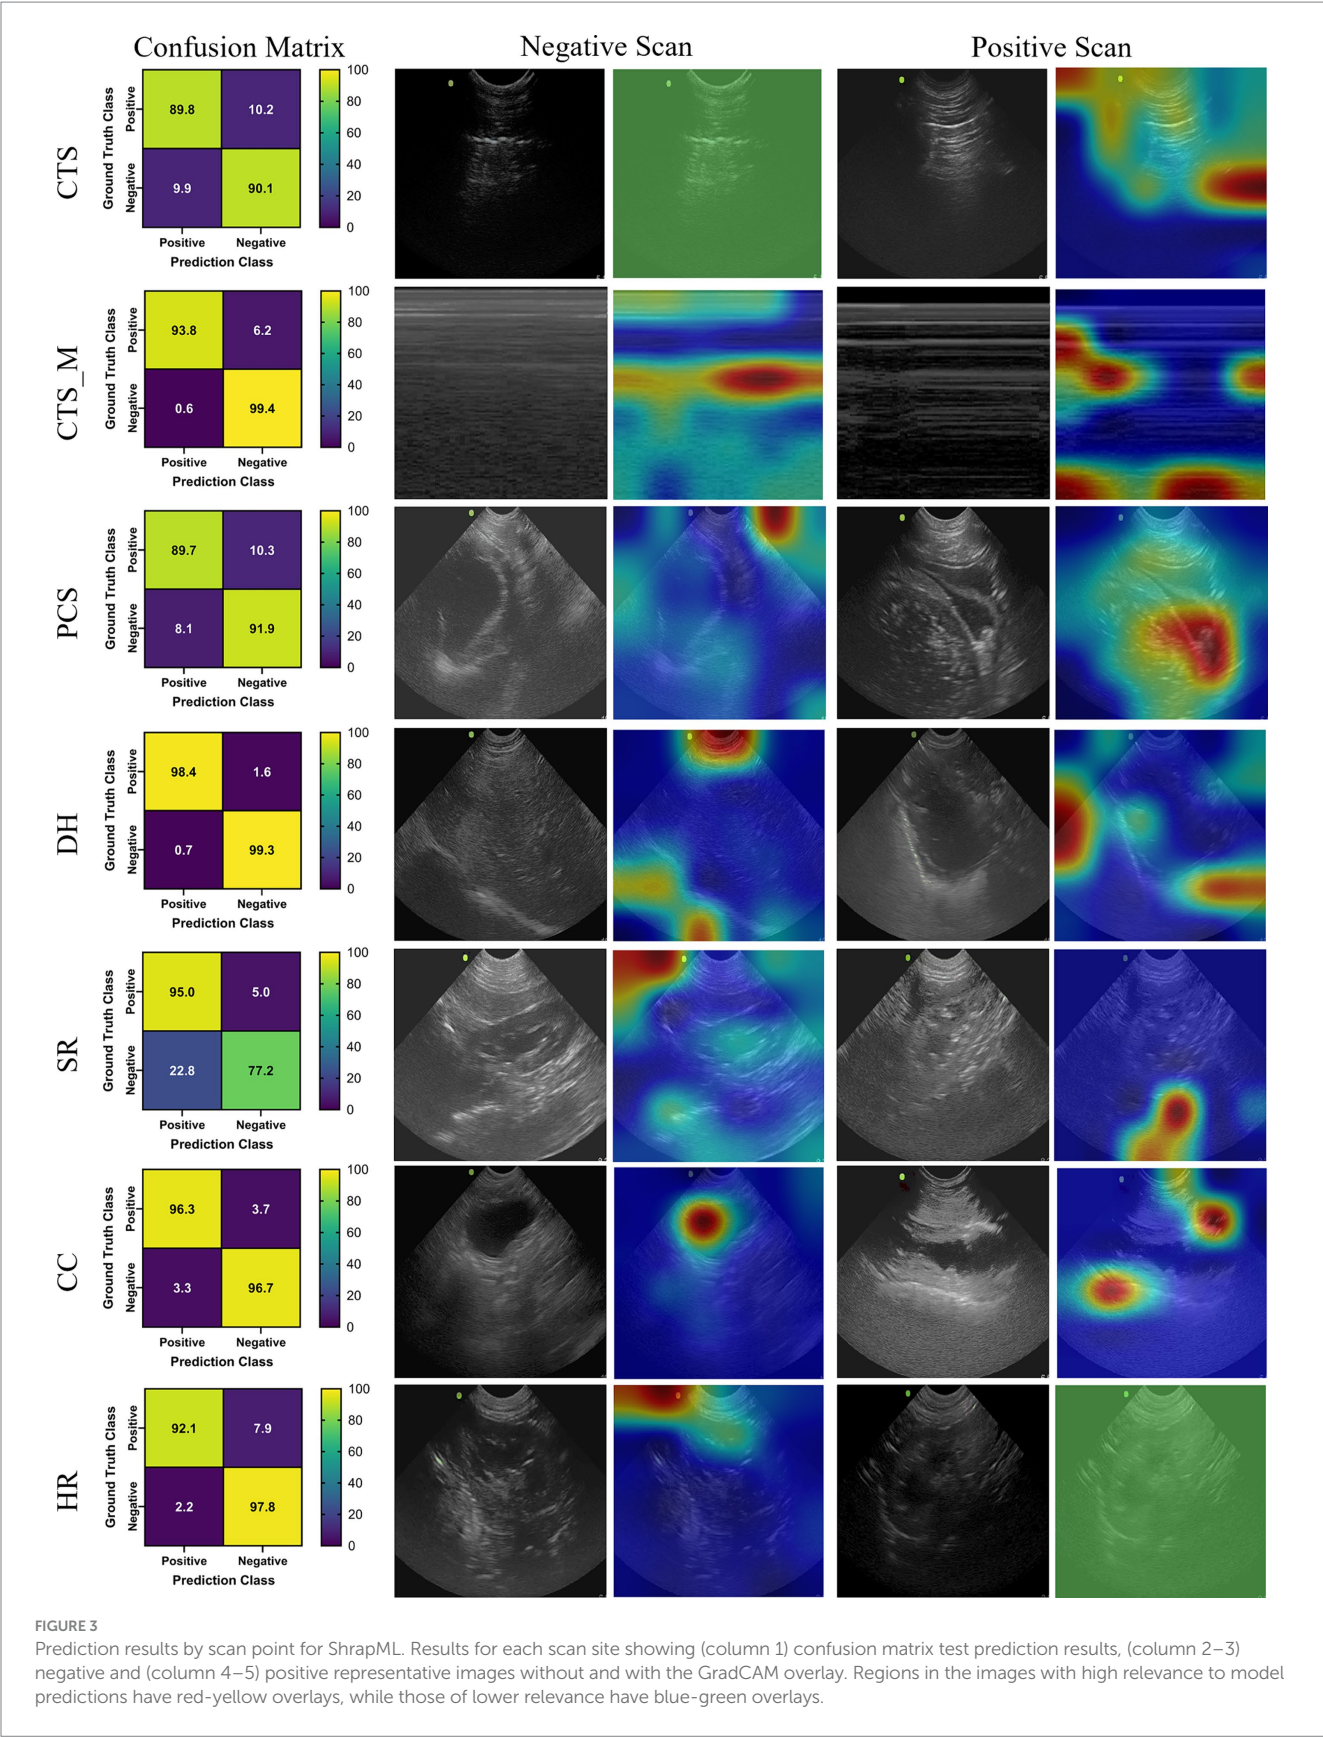 Confusion Matrix
Negative Scan
Positive Scan
CTS
Ground Truth Class
Positive
Negative
89.8
10.2
9.9
90.1
Positive
Negative
Prediction Class
100
80
60
40
20
0
CTS_M
Ground Truth Class
Positive
Negative
93.8
6.2
0.6
99.4
Positive
Negative
Prediction Class
100
80
60
40
20
0
PCS
Ground Truth Class
Positive
Negative
89.7
10.3
8.1
91.9
Positive
Negative
Prediction Class
100
80
60
40
20
0
DH
Ground Truth Class
Positive
Negative
98.4
1.6
0.7
99.3
Positive
Negative
Prediction Class
100
80
60
40
20
0
SR
Ground Truth Class
Positive
Negative
95.0
5.0
22.8
77.2
Positive
Negative
Prediction Class
100
80
60
40
20
0
CC
Ground Truth Class
Positive
Negative
96.3
3.7
3.3
96.7
Positive
Negative
Prediction Class
100
80
60
40
20
0
HR
Ground Truth Class
Positive
Negative
92.1
7.9
2.2
97.8
Positive
Negative
Prediction Class
100
80
60
40
20
0
FIGURE 3
Prediction results by scan point for ShrapML. Results for each scan site showing (column 1) confusion matrix test prediction results, (column 2–3)
negative and (column 4–5) positive representative images without and with the GradCAM overlay. Regions in the images with high relevance to model
predictions have red-yellow overlays, while those of lower relevance have blue-green overlays.